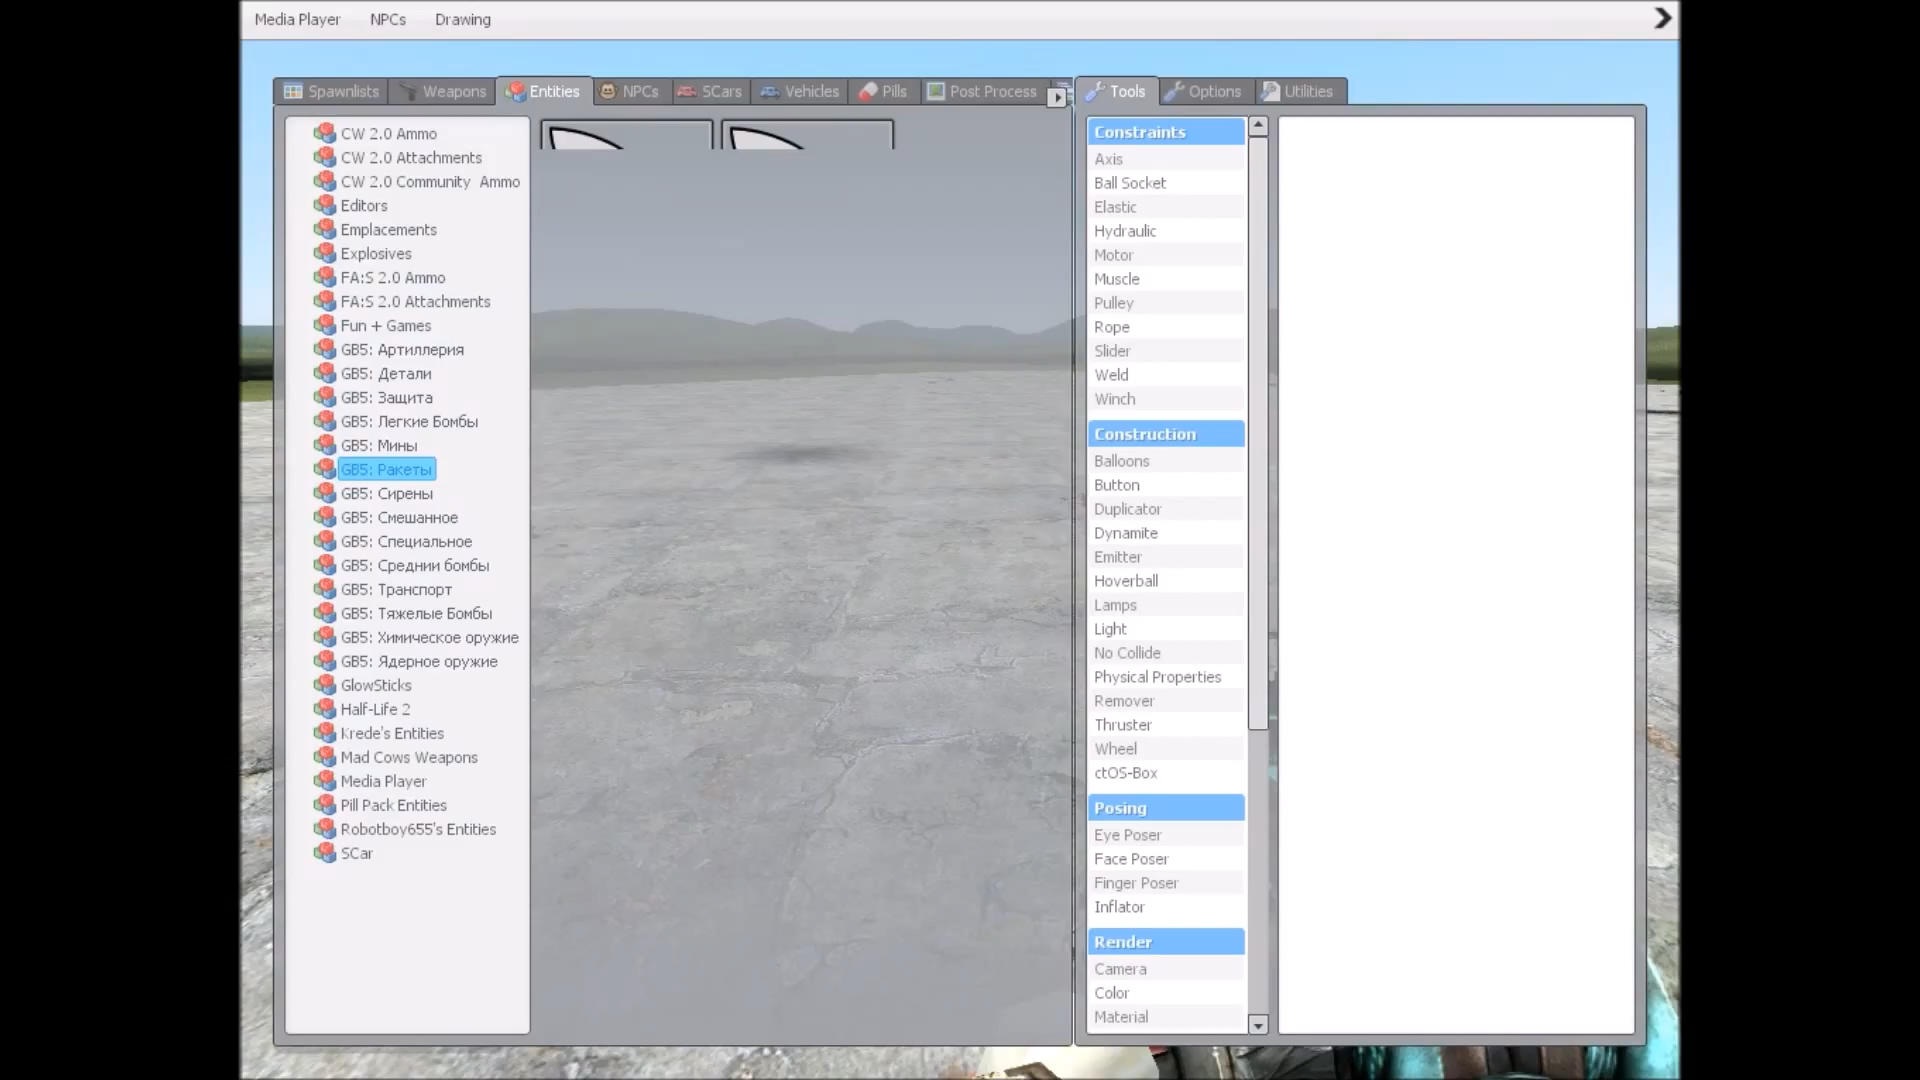 Media Player NPCs Drawing
Spawnlists Weapons Entities NPCs SCars Vehicles Pills Post Process
Tools Options Utilities
CW 2.0 Ammo
CW 2.0 Attachments
CW 2.0 Community Ammo
Editors
Emplacements
Explosives
FA:S 2.0 Ammo
FA:S 2.0 Attachments
Fun + Games
GB5: Артиллерия
GB5: Детали
GB5: Защита
GB5: Легкие Бомбы
GB5: Мины
GB5: Ракеты
GB5: Сирены
GB5: Смешанное
GB5: Специальное
GB5: Среднии бомбы
GB5: Транспорт
GB5: Тяжелые Бомбы
GB5: Химическое оружие
GB5: Ядерное оружие
GlowSticks
Half-Life 2
Krede's Entities
Mad Cows Weapons
Media Player
Pill Pack Entities
Robotboy655's Entities
SCar
Constraints
Axis
Ball Socket
Elastic
Hydraulic
Motor
Muscle
Pulley
Rope
Slider
Weld
Winch
Construction
Balloons
Button
Duplicator
Dynamite
Emitter
Hoverball
Lamps
Light
No Collide
Physical Properties
Remover
Thruster
Wheel
ctOS-Box
Posing
Eye Poser
Face Poser
Finger Poser
Inflator
Render
Camera
Color
Material